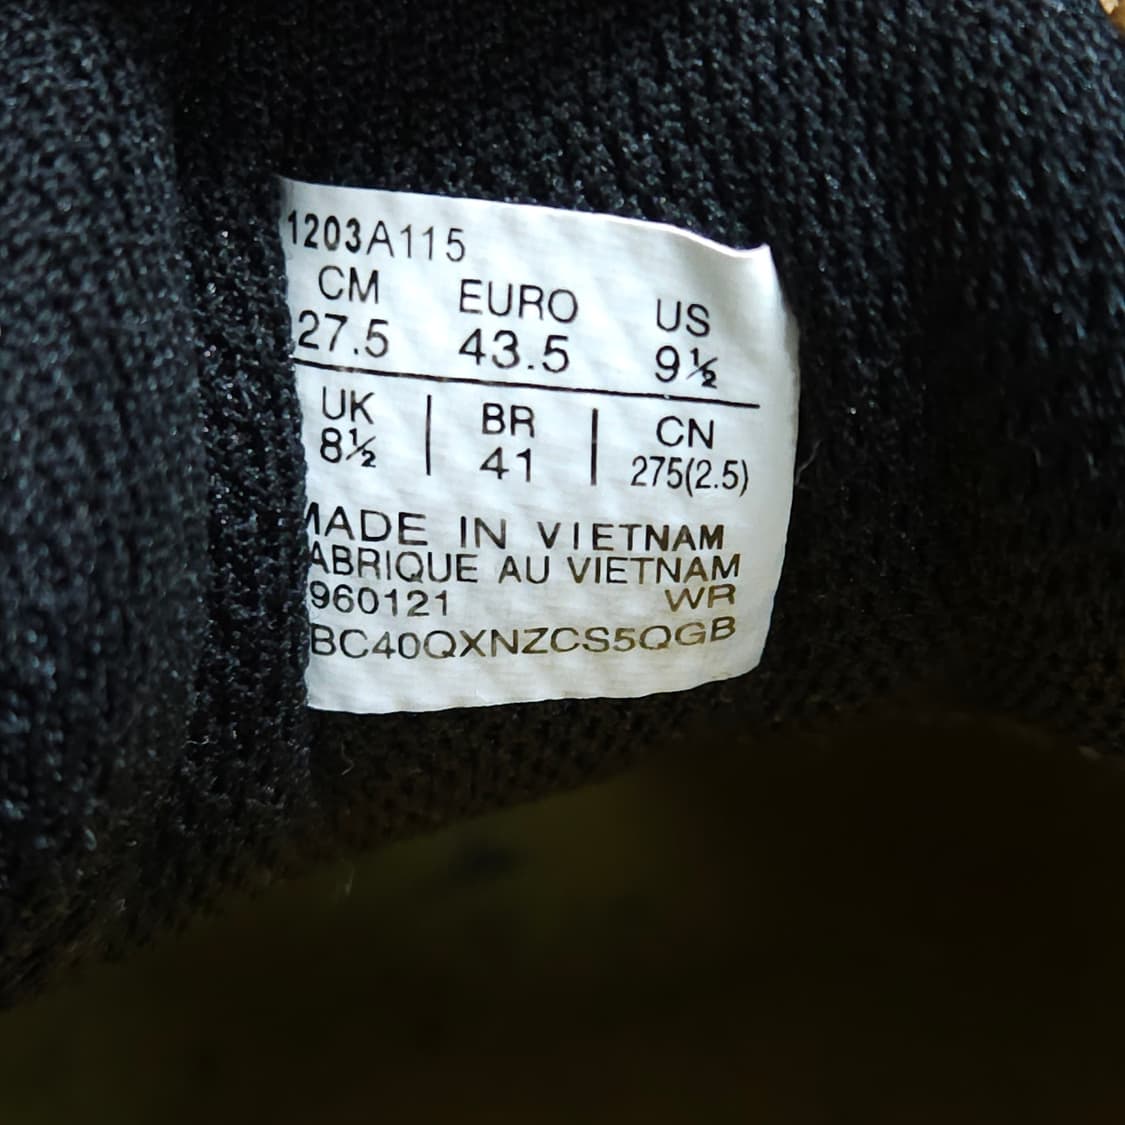 1203A115
CM EURO US
27.5 43.5 9½
UK | BR | CN
8½ | 41 | 275(2.5)
MADE IN VIETNAM
ABRIQUE AU VIETNAM
960121 WR
BC40QXNZCS5QGB